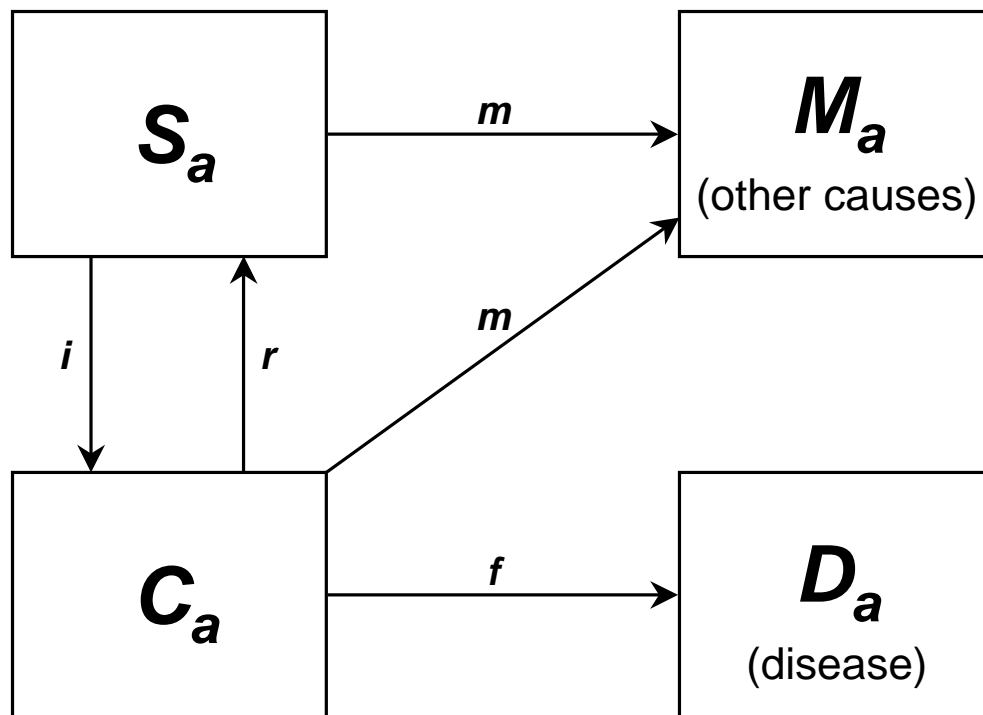 S_a
m
M_a
(other causes)
i
r
m
C_a
f
D_a
(disease)